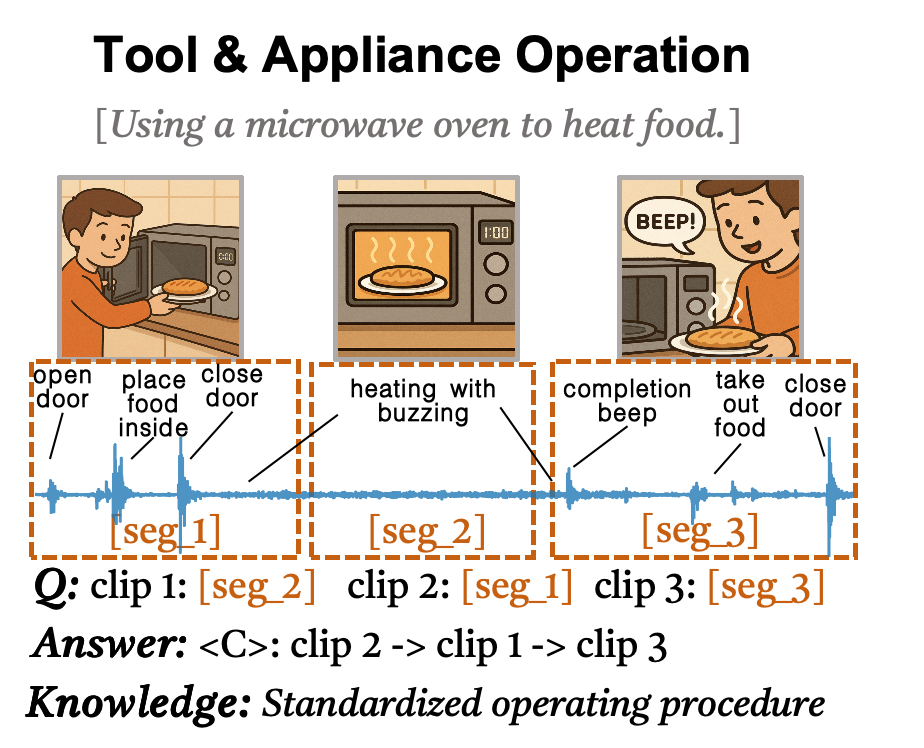 Tool & Appliance Operation
[Using a microwave oven to heat food.]
0:00
1:00
BEEP!
open
door
place
food
inside
close
door
heating with
buzzing
completion
beep
take
out
food
close
door
[seg_1]
[seg_2]
[seg_3]
Q: clip 1: [seg_2] clip 2: [seg_1] clip 3: [seg_3]
Answer: <C>: clip 2 -> clip 1 -> clip 3
Knowledge: Standardized operating procedure